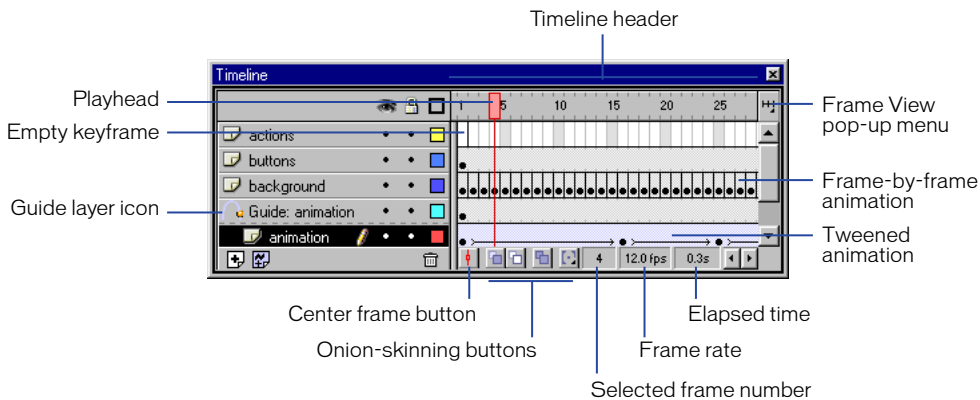 Timeline header
Timeline
Playhead
1 5 10 15 20 25
Frame View
pop-up menu
Empty keyframe
actions
buttons
background
Frame-by-frame
animation
Guide layer icon
Guide: animation
animation
Tweened
animation
4 12.0 fps 0.3s
Center frame button
Elapsed time
Onion-skinning buttons
Frame rate
Selected frame number